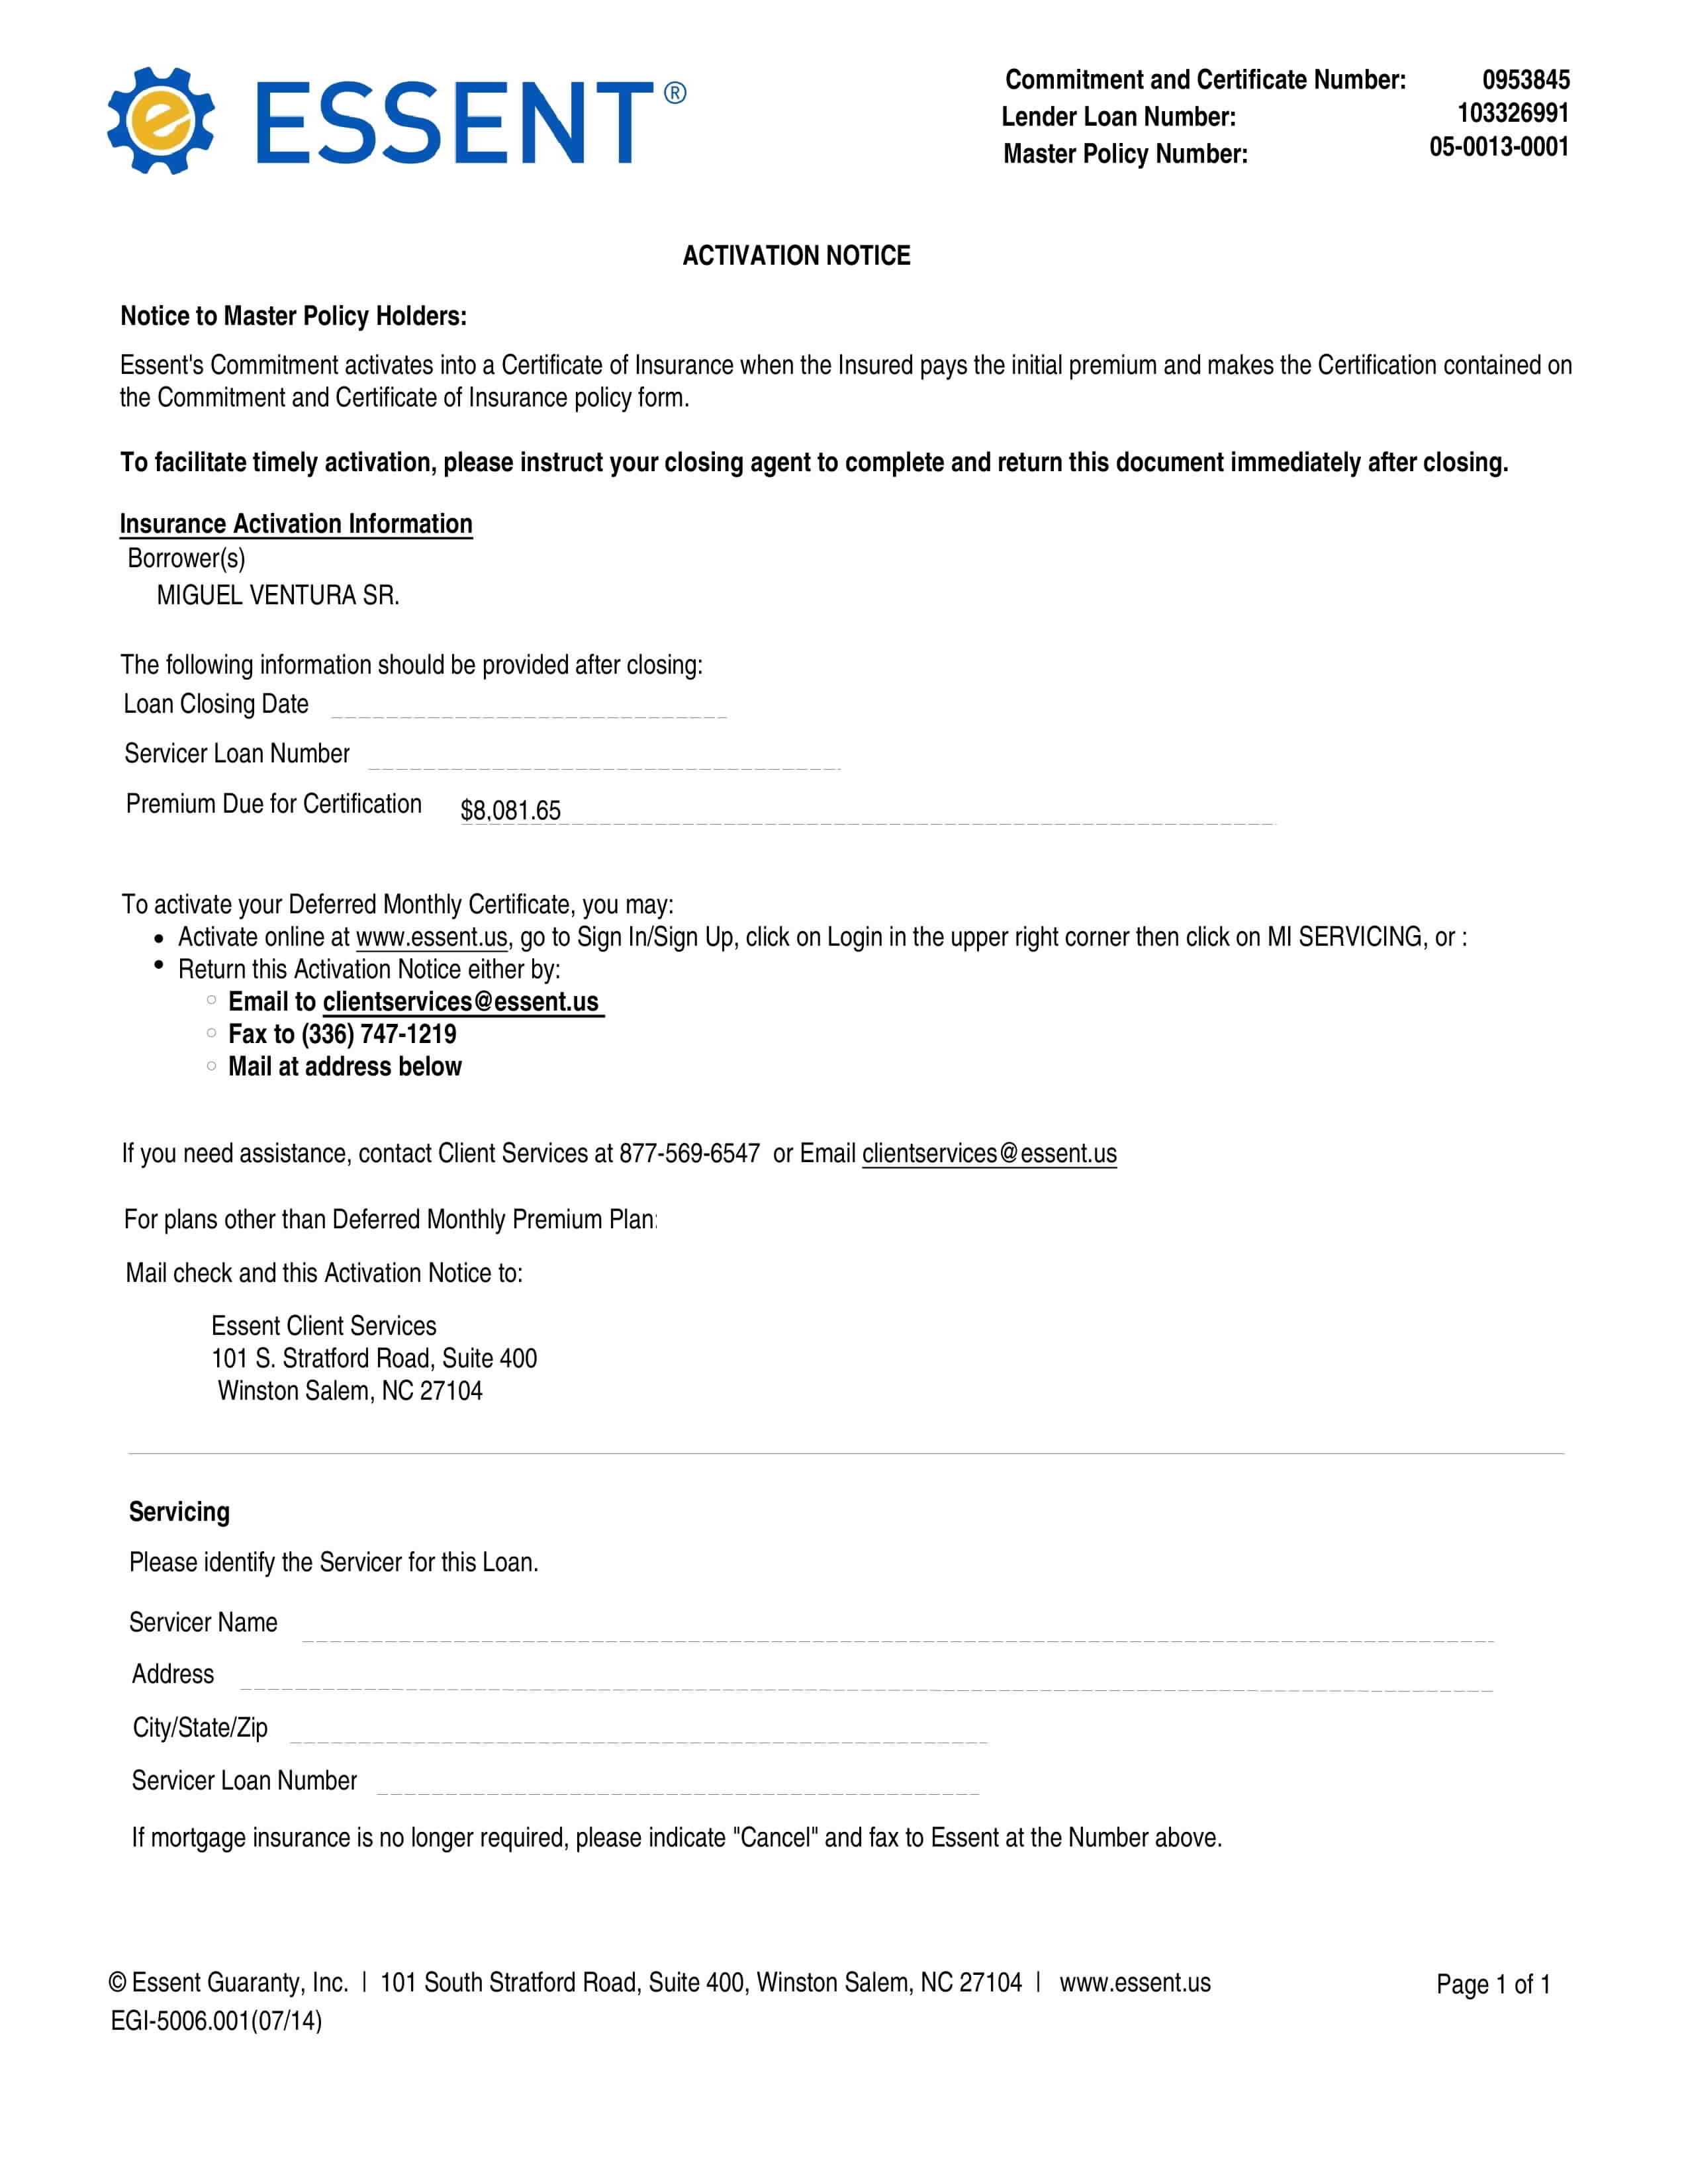 ESSENT®
Commitment and Certificate Number: 0953845
Lender Loan Number: 103326991
Master Policy Number: 05-0013-0001
ACTIVATION NOTICE
Notice to Master Policy Holders:
Essent's Commitment activates into a Certificate of Insurance when the Insured pays the initial premium and makes the Certification contained on
the Commitment and Certificate of Insurance policy form.
To facilitate timely activation, please instruct your closing agent to complete and return this document immediately after closing.
Insurance Activation Information
Borrower(s)
MIGUEL VENTURA SR.
The following information should be provided after closing:
Loan Closing Date
Servicer Loan Number
Premium Due for Certification $8,081.65
To activate your Deferred Monthly Certificate, you may:
• Activate online at www.essent.us, go to Sign In/Sign Up, click on Login in the upper right corner then click on MI SERVICING, or :
• Return this Activation Notice either by:
○ Email to clientservices@essent.us
○ Fax to (336) 747-1219
○ Mail at address below
If you need assistance, contact Client Services at 877-569-6547 or Email clientservices@essent.us
For plans other than Deferred Monthly Premium Plan:
Mail check and this Activation Notice to:
Essent Client Services
101 S. Stratford Road, Suite 400
Winston Salem, NC 27104
Servicing
Please identify the Servicer for this Loan.
Servicer Name
Address
City/State/Zip
Servicer Loan Number
If mortgage insurance is no longer required, please indicate "Cancel" and fax to Essent at the Number above.
© Essent Guaranty, Inc. | 101 South Stratford Road, Suite 400, Winston Salem, NC 27104 | www.essent.us
Page 1 of 1
EGI-5006.001(07/14)